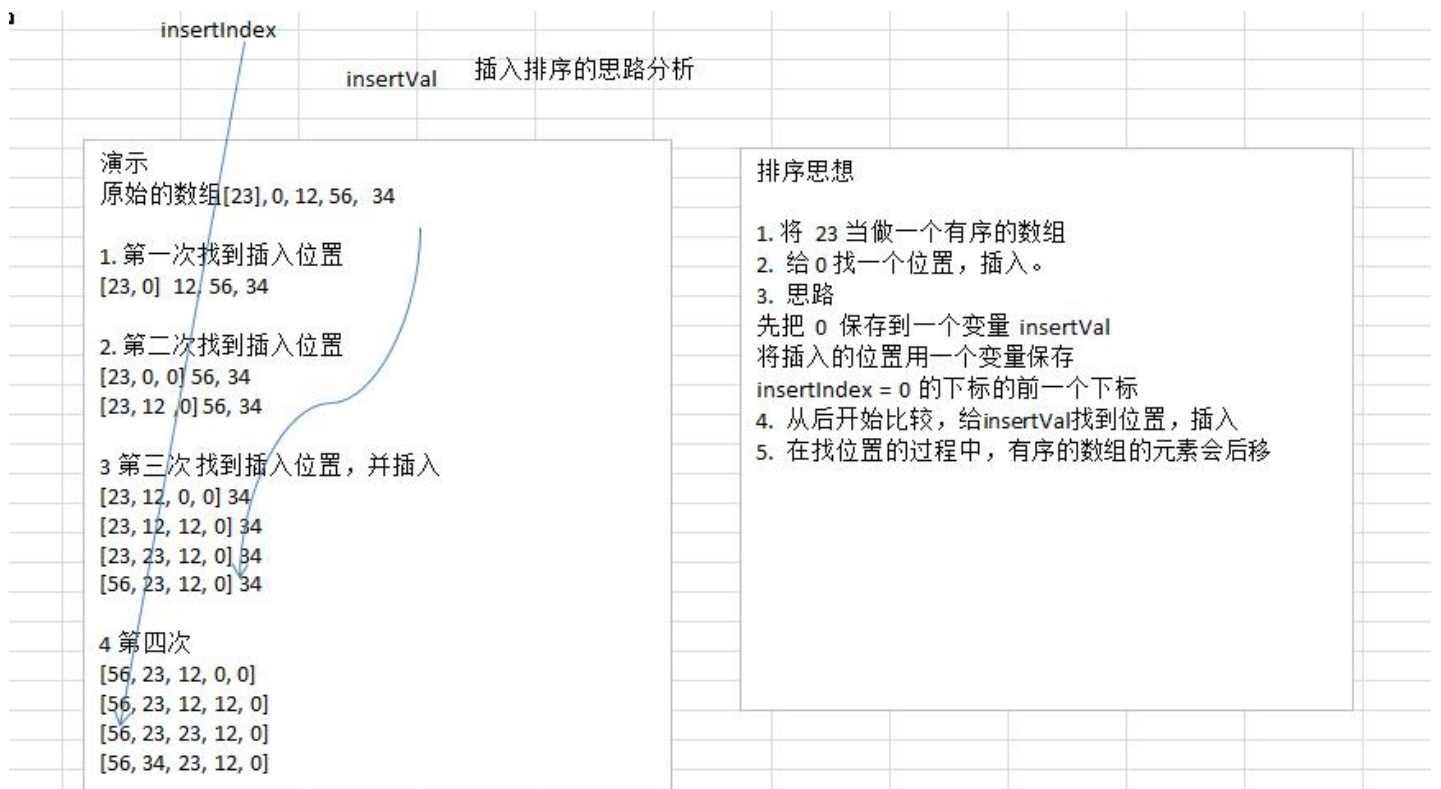 insertIndex
insertVal
插入排序的思路分析
演示
原始的数组[23], 0, 12, 56, 34
1. 第一次找到插入位置
[23, 0] 12, 56, 34
2. 第二次找到插入位置
[23, 0, 0] 56, 34
[23, 12 ,0] 56, 34
3 第三次找到插入位置，并插入
[23, 12, 0, 0] 34
[23, 12, 12, 0] 34
[23, 23, 12, 0] 34
[56, 23, 12, 0] 34
4 第四次
[56, 23, 12, 0, 0]
[56, 23, 12, 12, 0]
[56, 23, 23, 12, 0]
[56, 34, 23, 12, 0]
排序思想
1. 将 23 当做一个有序的数组
2. 给 0 找一个位置，插入。
3. 思路
先把 0 保存到一个变量 insertVal
将插入的位置用一个变量保存
insertIndex = 0 的下标的前一个下标
4. 从后开始比较，给insertVal找到位置，插入
5. 在找位置的过程中，有序的数组的元素会后移